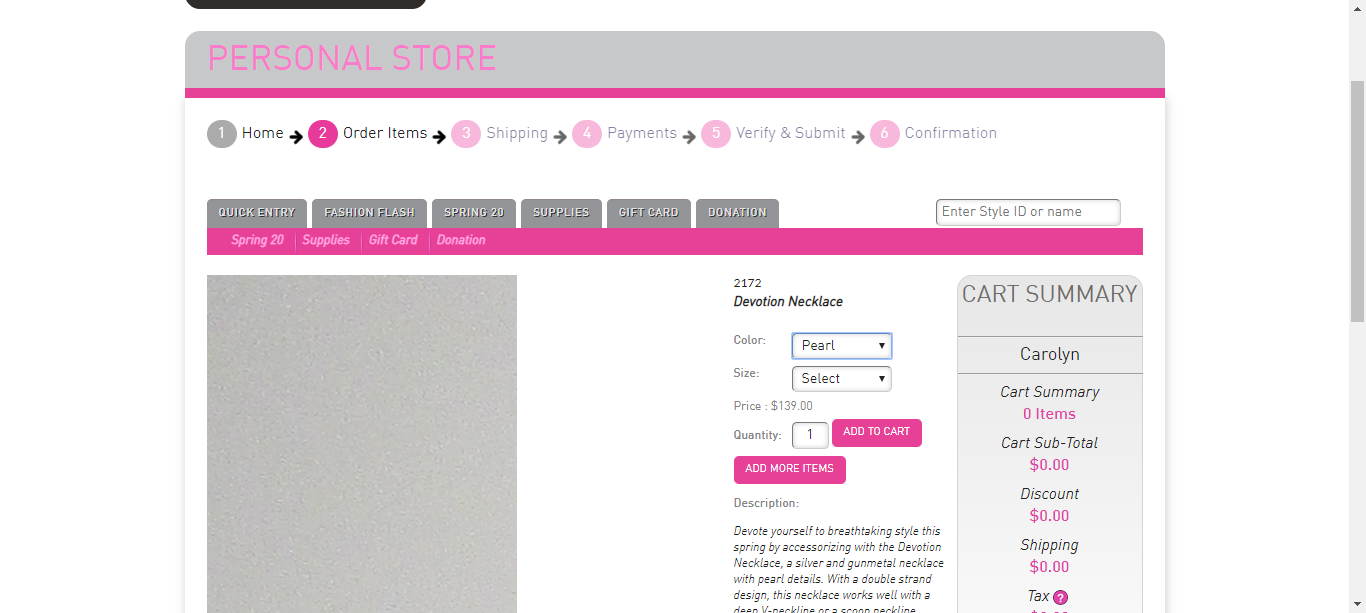 PERSONAL STORE
1 Home 2 Order Items 3 Shipping 4 Payments 5 Verify & Submit 6 Confirmation
QUICK ENTRY FASHION FLASH SPRING 20 SUPPLIES GIFT CARD DONATION Enter Style ID or name
Spring 20 Supplies Gift Card Donation
2172
Devotion Necklace
Color: Pearl
Size: Select
Price : $139.00
Quantity: 1 ADD TO CART
ADD MORE ITEMS
Description:
Devote yourself to breathtaking style this
spring by accessorizing with the Devotion
Necklace, a silver and gunmetal necklace
with pearl details. With a double strand
design, this necklace works well with a
deep V-neckline or a scoop neckline
CART SUMMARY
Carolyn
Cart Summary
0 Items
Cart Sub-Total
$0.00
Discount
$0.00
Shipping
$0.00
Tax ?